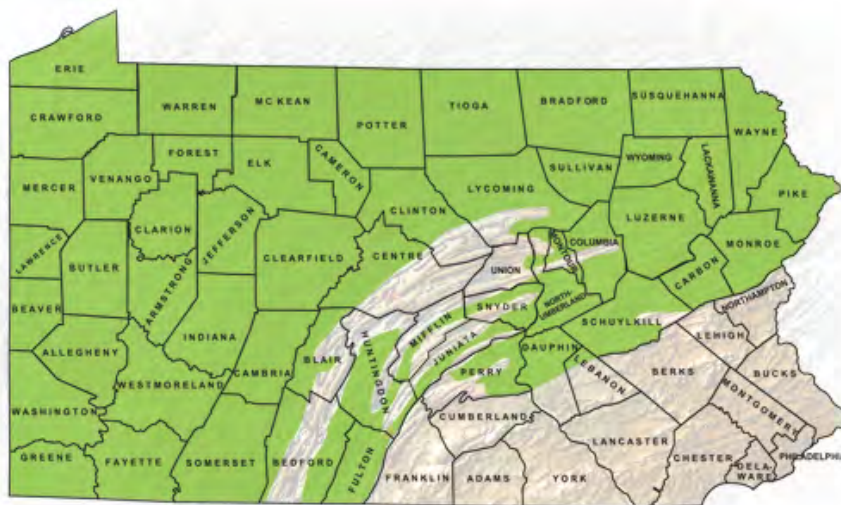 ERIE
CRAWFORD
WARREN
MC KEAN
POTTER
TIOGA
BRADFORD
SUSQUEHANNA
WAYNE
FOREST
ELK
CAMERON
SULLIVAN
WYOMING
LACKAWANNA
MERCER
VENANGO
CLARION
JEFFERSON
CLINTON
LYCOMING
LUZERNE
PIKE
LAWRENCE
BUTLER
ARMSTRONG
CLEARFIELD
CENTRE
UNION
MONTOUR
COLUMBIA
MONROE
CARBON
BEAVER
ALLEGHENY
INDIANA
CAMBRIA
BLAIR
HUNTINGDON
MIFFLIN
SNYDER
NORTH-
UMBERLAND
SCHUYLKILL
NORTHAMPTON
LEHIGH
JUNIATA
PERRY
DAUPHIN
LEBANON
BERKS
BUCKS
MONTGOMERY
WASHINGTON
WESTMORELAND
CUMBERLAND
LANCASTER
CHESTER
DELA-
WARE
GREENE
FAYETTE
SOMERSET
BEDFORD
FULTON
FRANKLIN
ADAMS
YORK